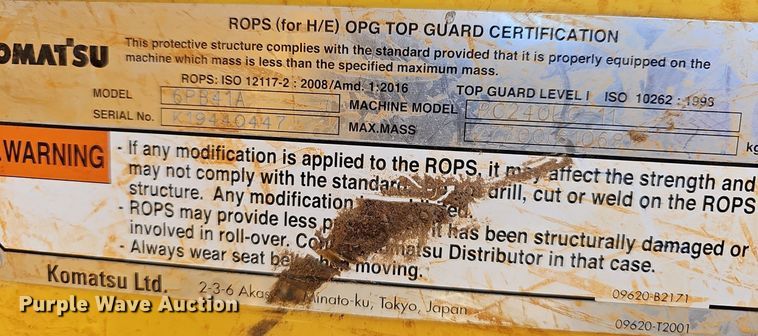 ROPS (for H/E) OPG TOP GUARD CERTIFICATION
OMATSU
This protective structure complies with the standard provided that it is properly equipped on the
machine which mass is less than the specified maximum mass.
ROPS: ISO 12117-2 : 2008/Amd. 1:2016 TOP GUARD LEVEL I ISO 10262 : 1998
MODEL 6PB41A MACHINE MODEL
SERIAL No. K19440447 MAX.MASS kg
WARNING
- If any modification is applied to the ROPS, it may affect the strength and
may not comply with the standard. drill, cut or weld on the ROPS
structure. Any modification
- ROPS may provide less it has been structurally damaged or
involved in roll-over. Komatsu Distributor in that case.
- Always wear seat moving.
Komatsu Ltd. 2-3-6 Minato-ku, Tokyo, Japan
09620-B2171
09620-T2001
Purple Wave Auction